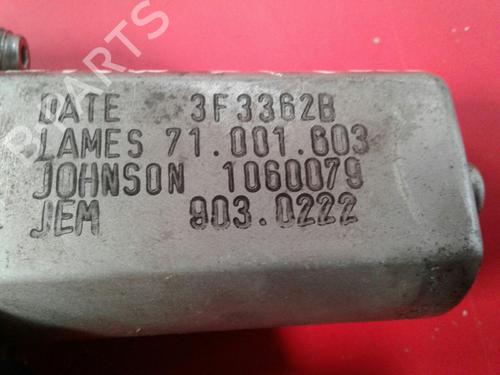 DATE 3F3362B
LAMES 71.001.603
JOHNSON 1060079
JEM 903.0222